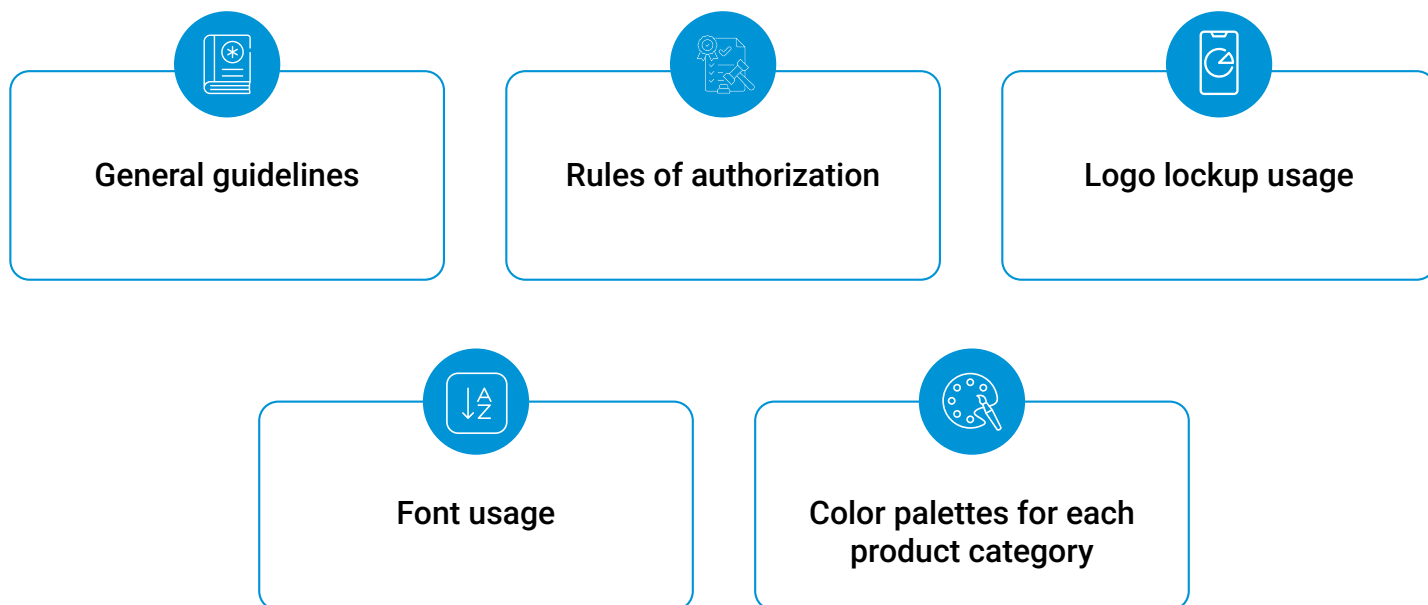 General guidelines
Rules of authorization
Logo lockup usage
A
Z
Font usage
Color palettes for each
product category